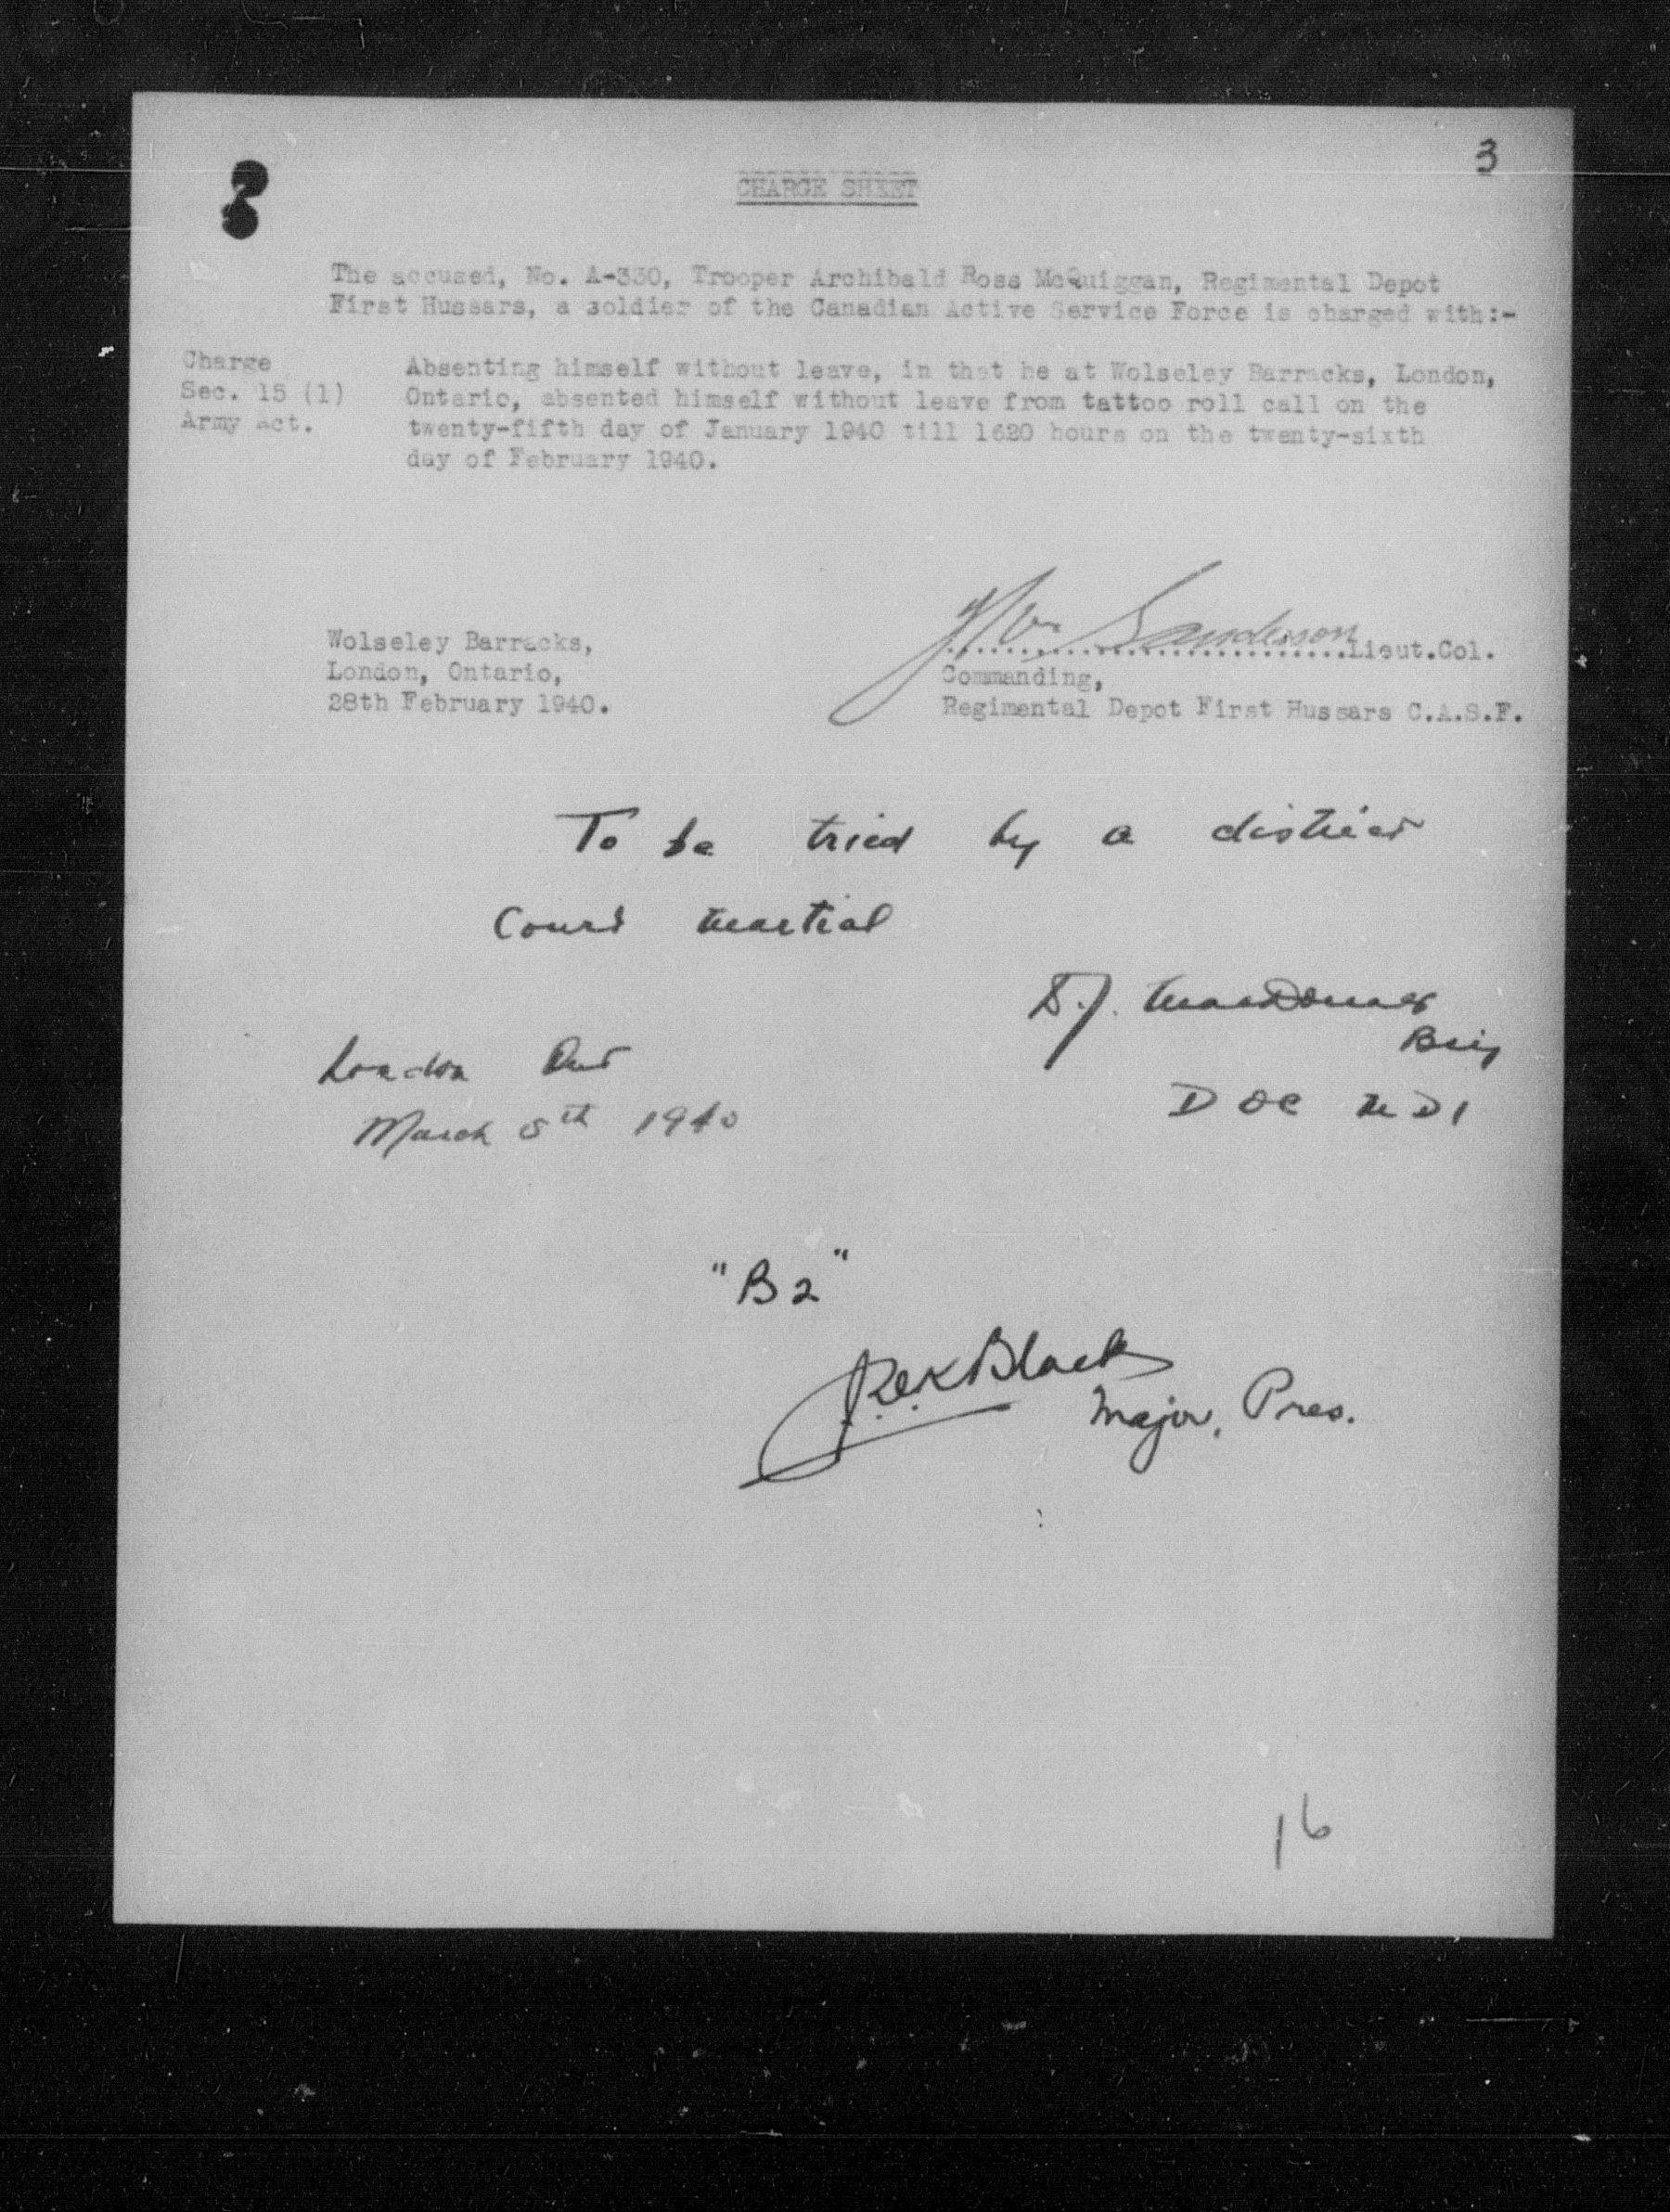 3
CHARGE SHEET
The accused, No. A-330, Trooper Archibald Ross McQuiggan, Regimental Depot
First Hussars, a soldier of the Canadian Active Service Force is charged with:-
Charge
Sec. 15 (1)
Army Act.
Absenting himself without leave, in that he at Wolseley Barracks, London,
Ontario, absented himself without leave from tattoo roll call on the
twenty-fifth day of January 1940 till 1620 hours on the twenty-sixth
day of February 1940.
Wolseley Barracks,
London, Ontario,
28th February 1940.
Sanderson Lieut.Col.
Commanding,
Regimental Depot First Hussars C.A.S.F.
To be tried by a district
Court Martial
D.J. MacDonald
Brig
DOC MD1
London Ont
March 5th 1940
"B2"
Black
Major, Pres.
16